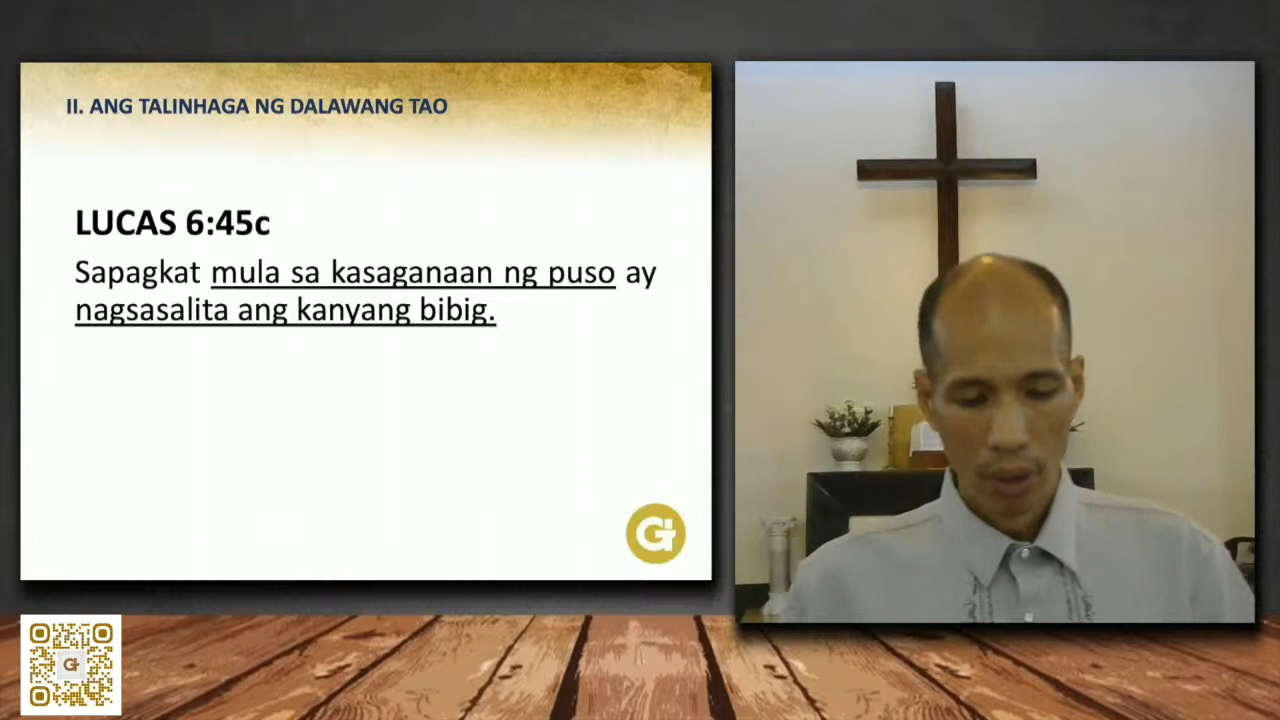 II. ANG TALINHAGA NG DALAWANG TAO
LUCAS 6:45c
Sapagkat mula sa kasaganaan ng puso ay
nagsasalita ang kanyang bibig.